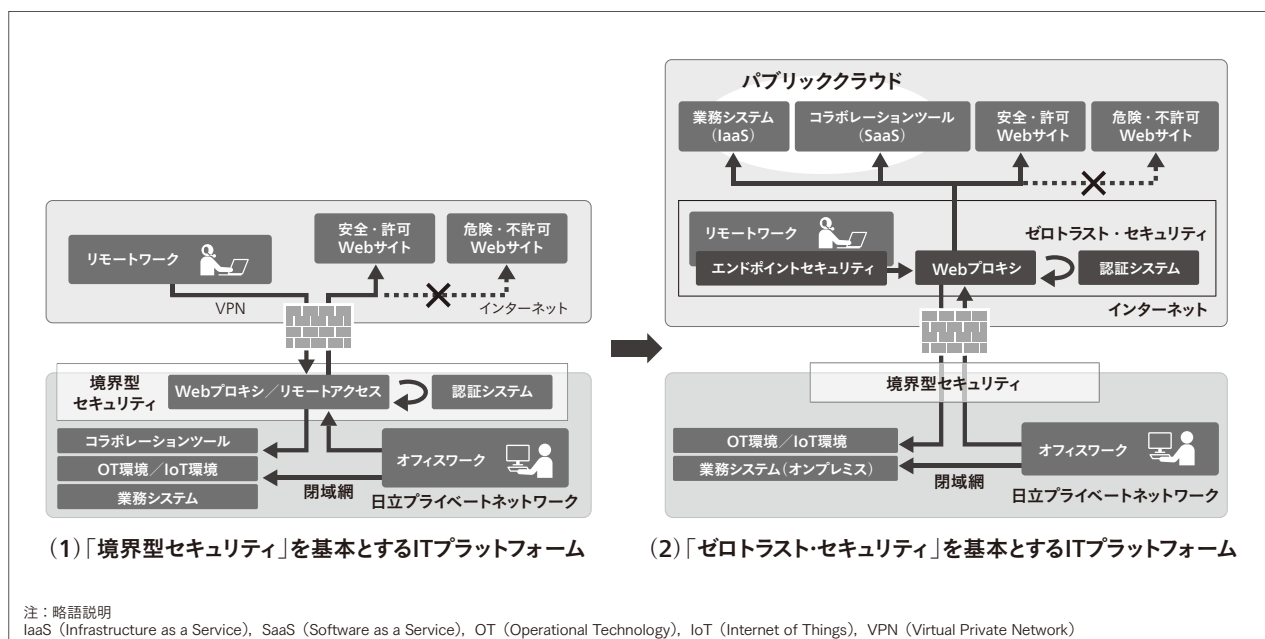 安全・許可
Webサイト
危険・不許可
Webサイト
リモートワーク
VPN
インターネット
境界型
セキュリティ
Webプロキシ／リモートアクセス
認証システム
コラボレーションツール
OT環境／IoT環境
業務システム
オフィスワーク
閉域網
日立プライベートネットワーク
(1)「境界型セキュリティ」を基本とするITプラットフォーム
パブリッククラウド
業務システム
（IaaS）
コラボレーションツール
（SaaS）
安全・許可
Webサイト
危険・不許可
Webサイト
リモートワーク
ゼロトラスト・セキュリティ
エンドポイントセキュリティ
Webプロキシ
認証システム
インターネット
境界型セキュリティ
OT環境／IoT環境
業務システム（オンプレミス）
オフィスワーク
閉域網
日立プライベートネットワーク
(2)「ゼロトラスト・セキュリティ」を基本とするITプラットフォーム
注：略語説明
IaaS（Infrastructure as a Service），SaaS（Software as a Service），OT（Operational Technology），IoT（Internet of Things），VPN（Virtual Private Network）